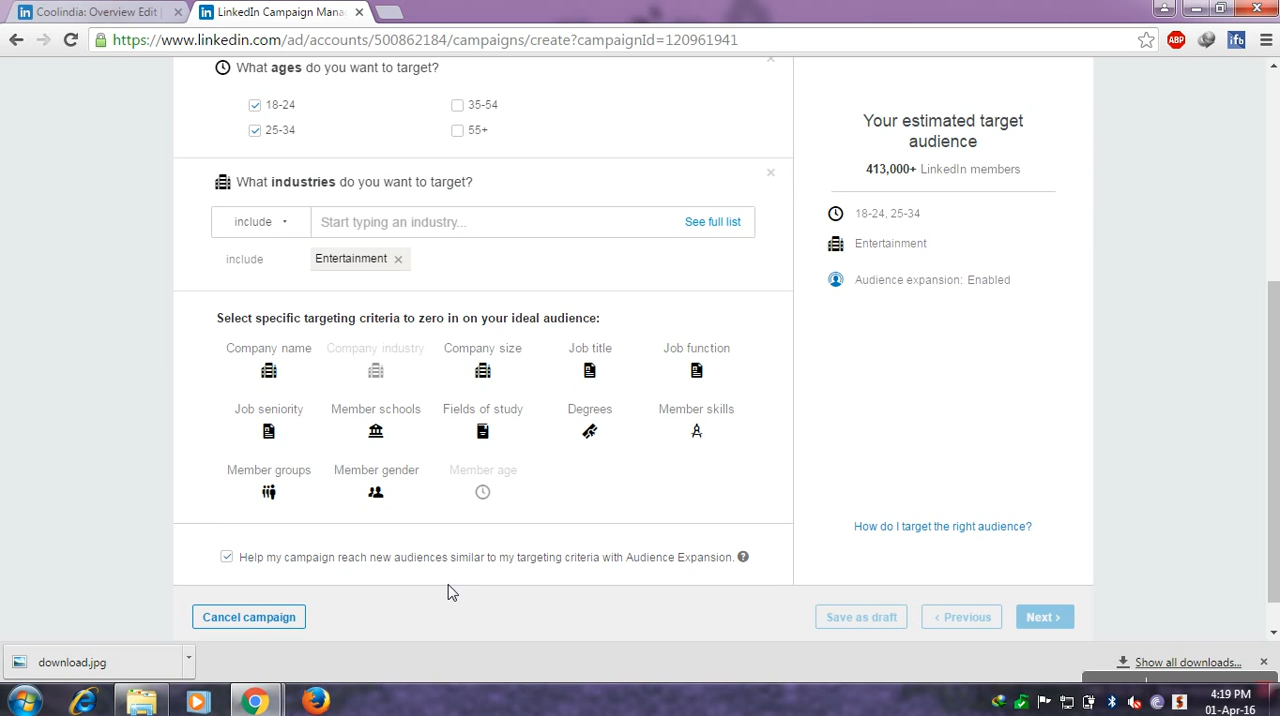 Coolindia: Overview Edit |
LinkedIn Campaign Mana
https://www.linkedin.com/ad/accounts/500862184/campaigns/create?campaignId=120961941
ABP
ifb
What ages do you want to target?
18-24
35-54
25-34
55+
What industries do you want to target?
include
Start typing an industry...
See full list
include
Entertainment
Select specific targeting criteria to zero in on your ideal audience:
Company name
Company industry
Company size
Job title
Job function
Job seniority
Member schools
Fields of study
Degrees
Member skills
Member groups
Member gender
Member age
Help my campaign reach new audiences similar to my targeting criteria with Audience Expansion.
Your estimated target
audience
413,000+ LinkedIn members
18-24, 25-34
Entertainment
Audience expansion: Enabled
How do I target the right audience?
Cancel campaign
Save as draft
< Previous
Next >
download.jpg
Show all downloads...
4:19 PM
01-Apr-16